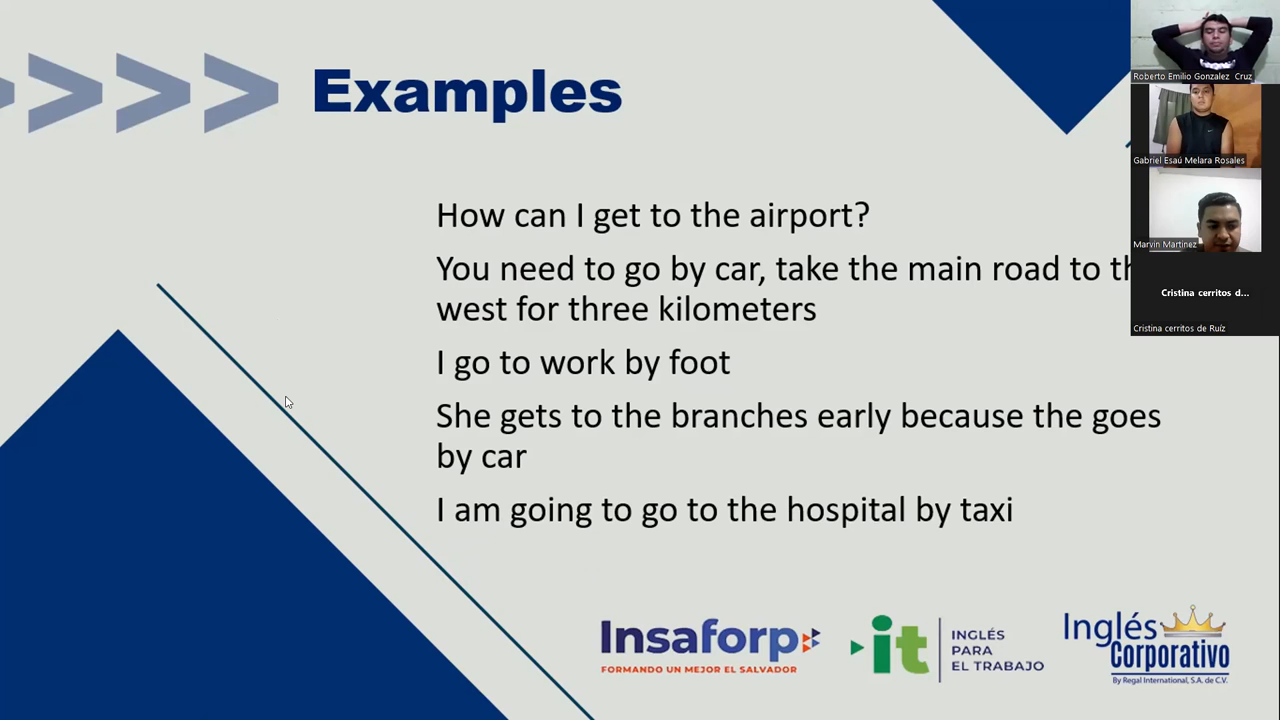 Examples
How can I get to the airport?
You need to go by car, take the main road to th
west for three kilometers
I go to work by foot
She gets to the branches early because the goes
by car
I am going to go to the hospital by taxi
Insaforp
FORMANDO UN MEJOR EL SALVADOR
it
INGLÉS
PARA
EL TRABAJO
Inglés
Corporativo
By Regal International, S.A. de C.V.
Roberto Emilio Gonzalez Cruz
Gabriel Esaú Melara Rosales
Marvin Martinez
Cristina cerritos d...
Cristina cerritos de Ruíz